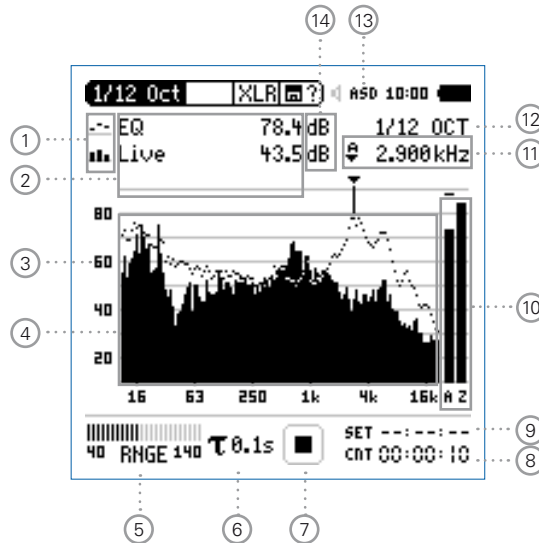 14 13
1/12 Oct XLR ?) ASD 10:00
EQ 78.4 dB 1/12 OCT 12
1 Live 43.5 dB A 2.900 kHz 11
2
80
3 60
4 40 10
20
16 63 250 1k 4k 16k A Z
SET --:--:-- 9
40 RNGE 140 τ 0.1s CNT 00:00:10 8
5 6 7